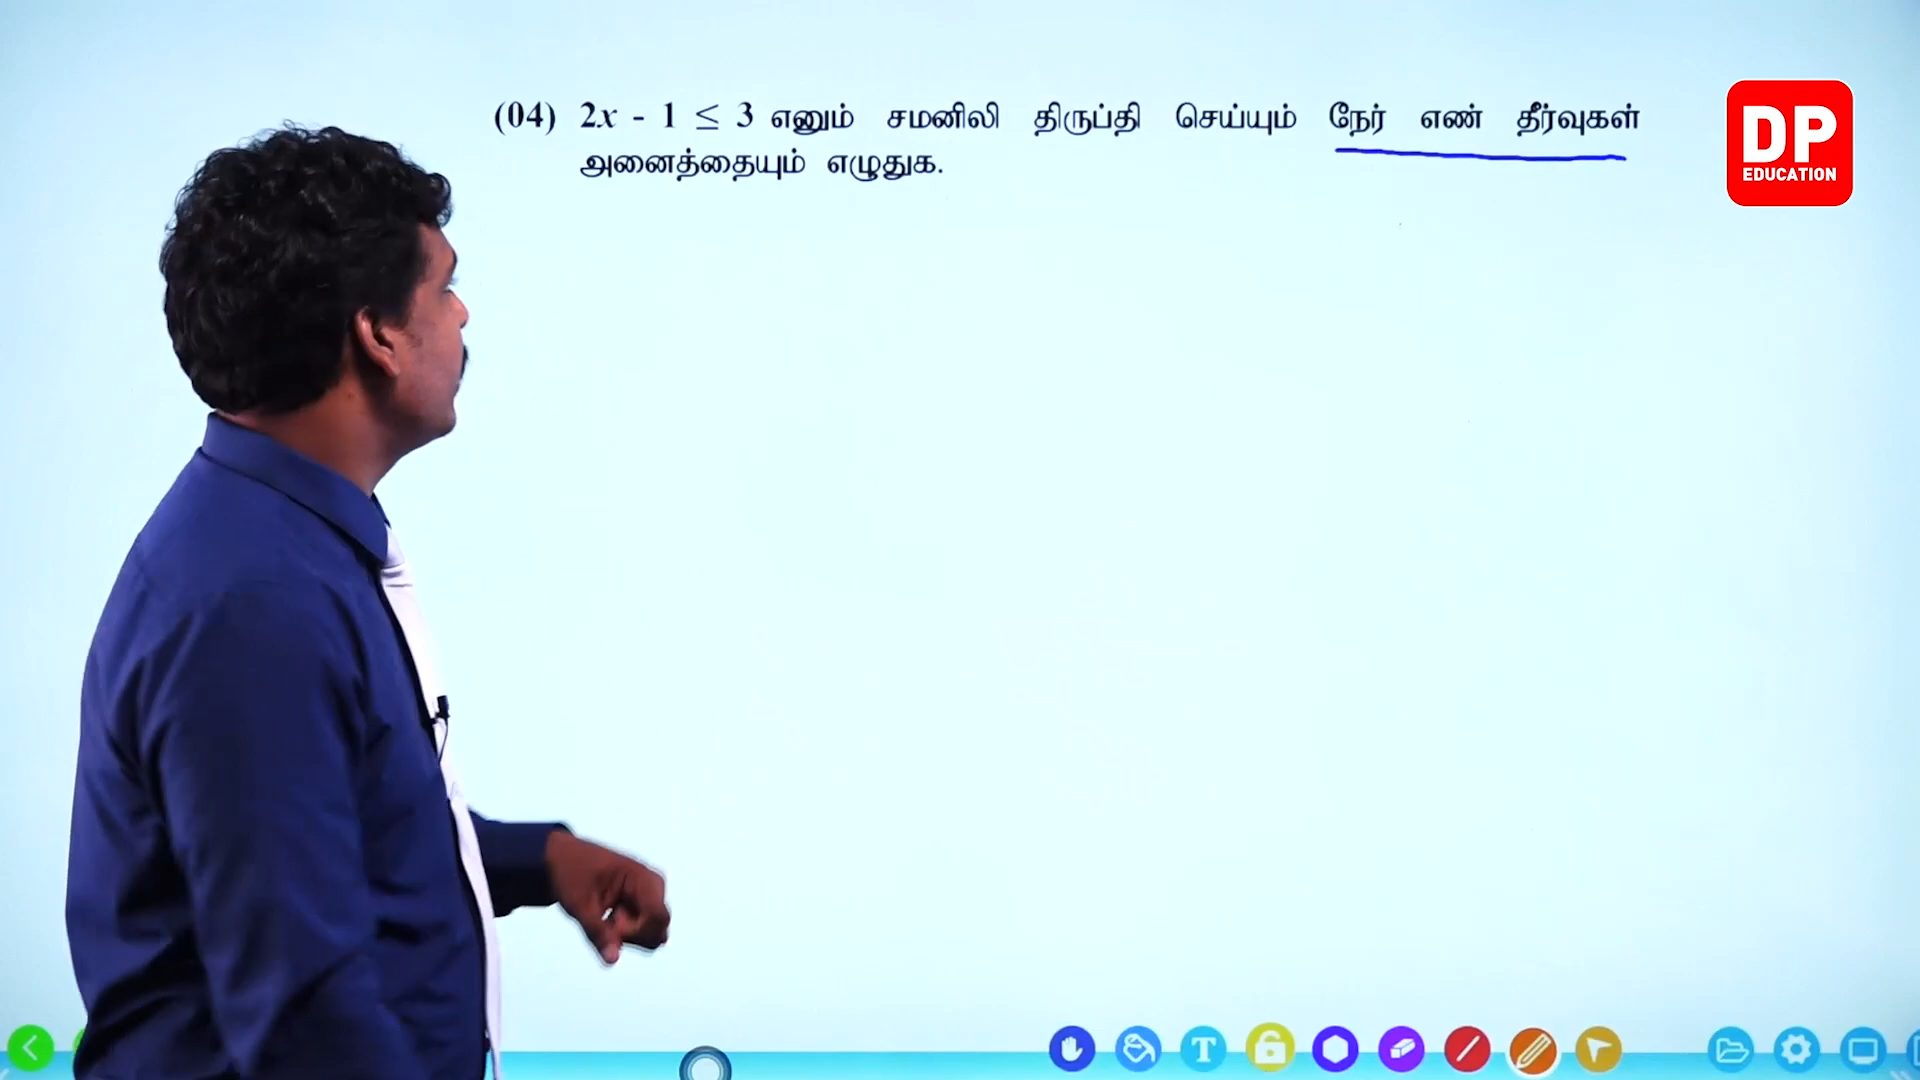 (04) 2x - 1 ≤ 3 எனும் சமனிலி திருப்தி செய்யும் நேர் எண் தீர்வுகள்
அனைத்தையும் எழுதுக.
DP
EDUCATION